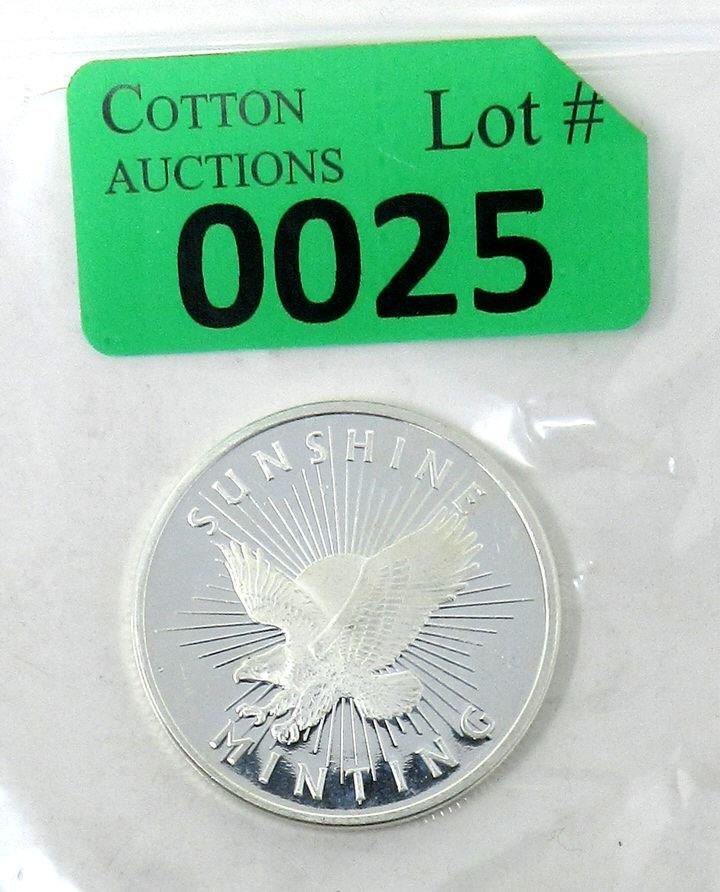 COTTON Lot #
AUCTIONS
0025
SUNSHINE
MINTING